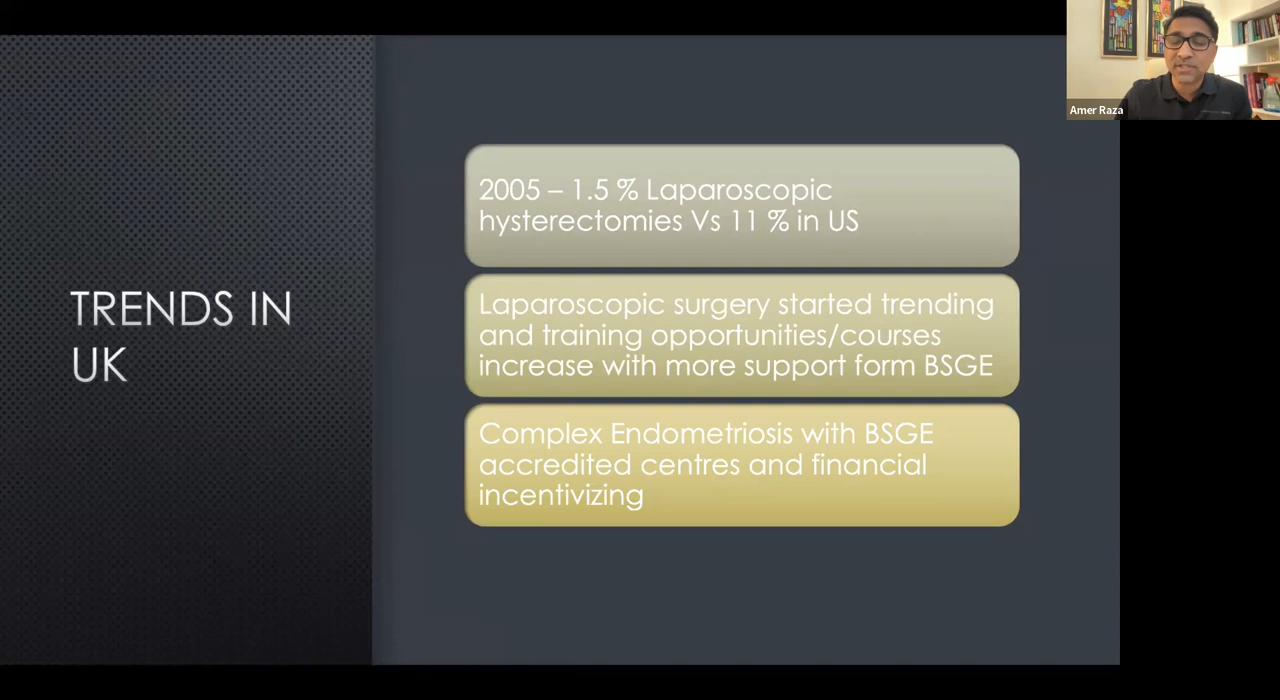 TRENDS IN
UK
2005 – 1.5 % Laparoscopic
hysterectomies Vs 11 % in US
Laparoscopic surgery started trending
and training opportunities/courses
increase with more support form BSGE
Complex Endometriosis with BSGE
accredited centres and financial
incentivizing
Amer Raza